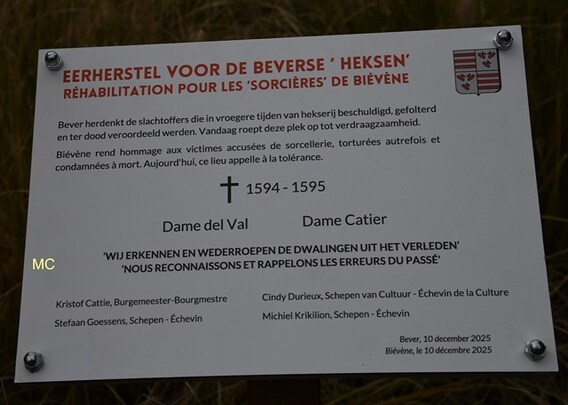 EERHERSTEL VOOR DE BEVERSE ‘ HEKSEN’
RÉHABILITATION POUR LES ‘SORCIÈRES’ DE BIÉVÈNE
Bever herdenkt de slachtoffers die in vroegere tijden van hekserij beschuldigd, gefolterd
en ter dood veroordeeld werden. Vandaag roept deze plek op tot verdraagzaamheid.
Biévène rend hommage aux victimes accusées de sorcellerie, torturées autrefois et
condamnées à mort. Aujourd'hui, ce lieu appelle à la tolérance.
1594 - 1595
Dame del Val Dame Catier
‘WIJ ERKENNEN EN WEDERROEPEN DE DWALINGEN UIT HET VERLEDEN’
‘NOUS RECONNAISSONS ET RAPPELONS LES ERREURS DU PASSÉ’
MC
Kristof Cattie, Burgemeester-Bourgmestre Cindy Durieux, Schepen van Cultuur - Échevin de la Culture
Stefaan Goessens, Schepen - Échevin Michiel Krikilion, Schepen - Échevin
Bever, 10 december 2025
Biévène, le 10 décembre 2025